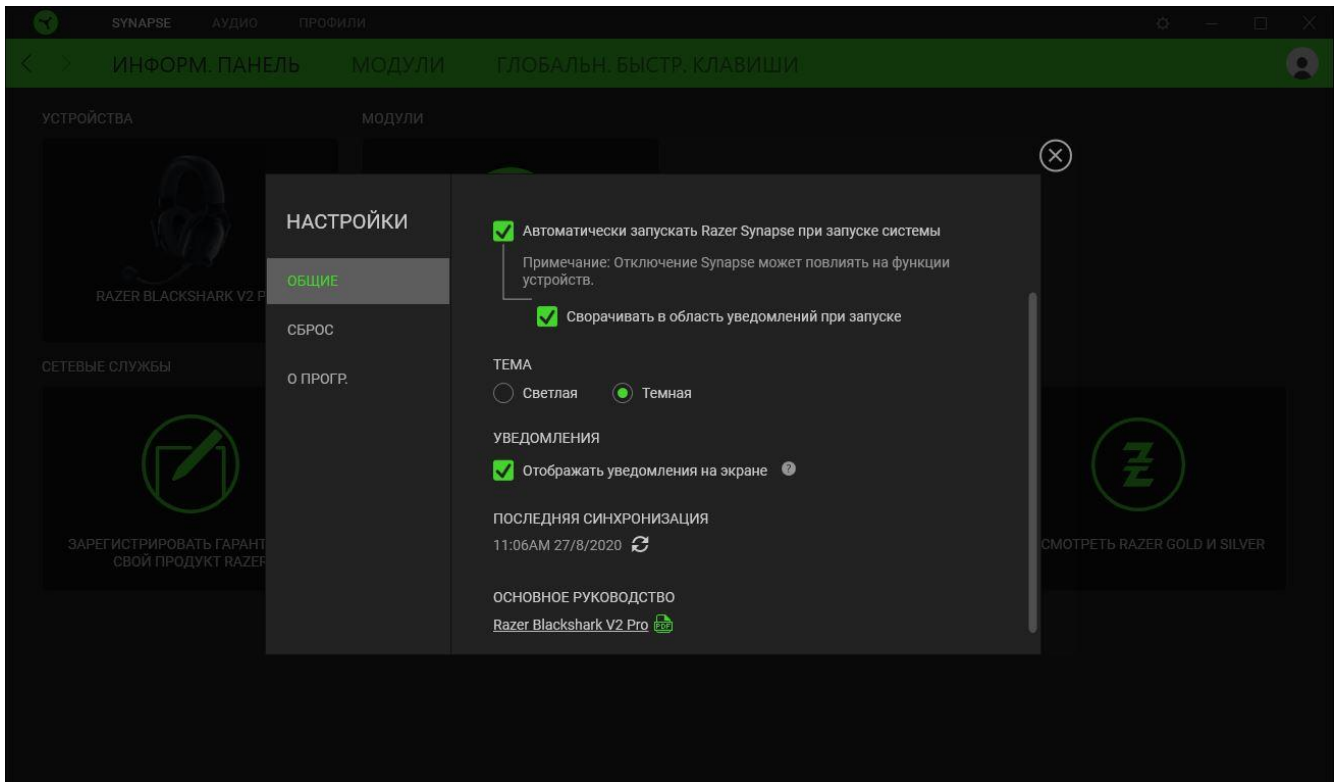 SYNAPSE АУДИО ПРОФИЛИ
ИНФОРМ. ПАНЕЛЬ МОДУЛИ ГЛОБАЛЬН. БЫСТР. КЛАВИШИ
УСТРОЙСТВА МОДУЛИ
RAZER BLACKSHARK V2 P
СЕТЕВЫЕ СЛУЖБЫ
ЗАРЕГИСТРИРОВАТЬ ГАРАНТ
СВОЙ ПРОДУКТ RAZER
СМОТРЕТЬ RAZER GOLD И SILVER
НАСТРОЙКИ
ОБЩИЕ
СБРОС
О ПРОГР.
Автоматически запускать Razer Synapse при запуске системы
Примечание: Отключение Synapse может повлиять на функции
устройств.
Сворачивать в область уведомлений при запуске
ТЕМА
Светлая Темная
УВЕДОМЛЕНИЯ
Отображать уведомления на экране ?
ПОСЛЕДНЯЯ СИНХРОНИЗАЦИЯ
11:06AM 27/8/2020
ОСНОВНОЕ РУКОВОДСТВО
Razer Blackshark V2 Pro PDF